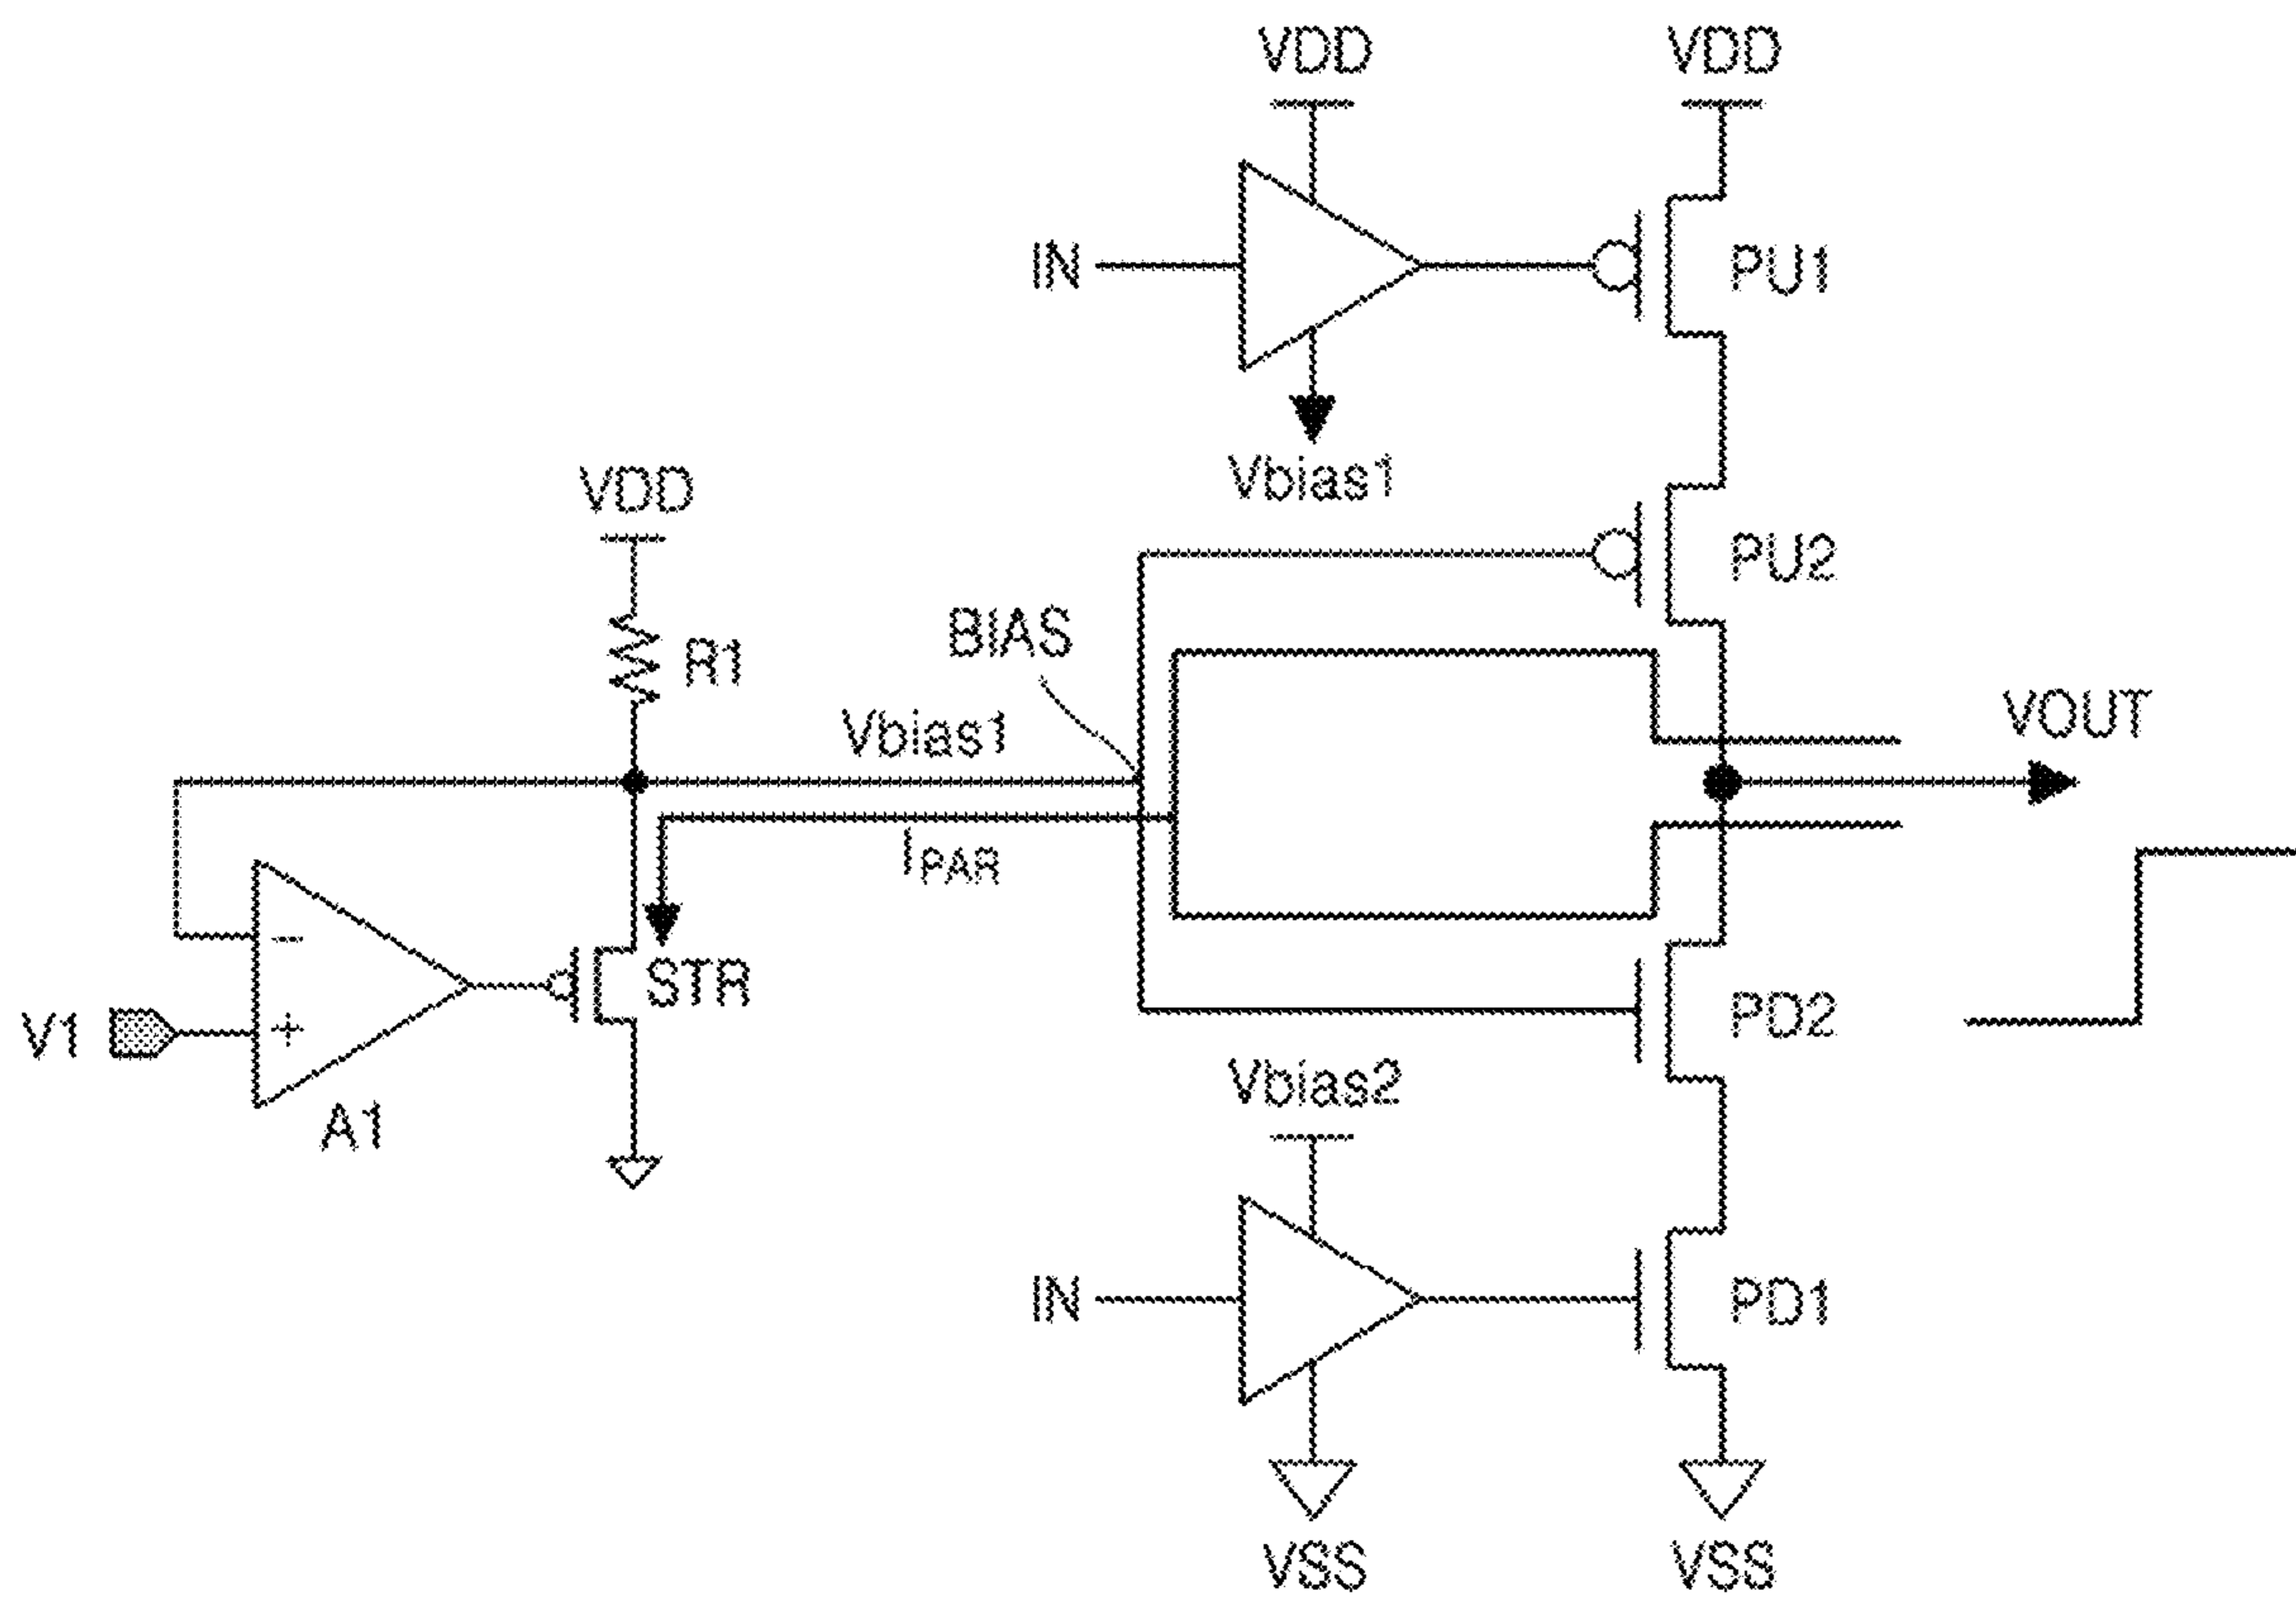 VDD
VDD
IN
PU1
Vbias1
VDD
PU2
BIAS
R1
Vbias1
VOUT
IPAR
−
STR
V1
+
PD2
Vbias2
A1
IN
PD1
VSS
VSS